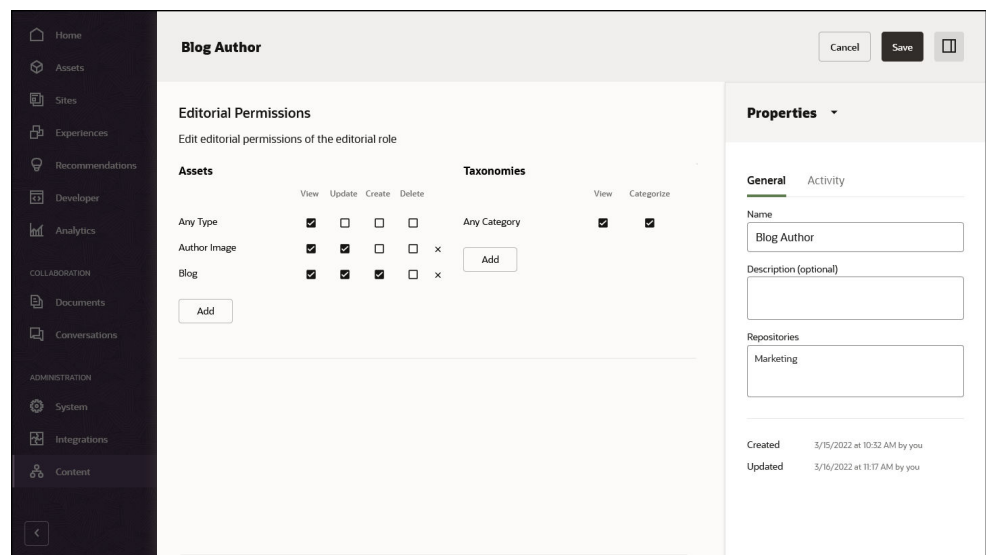 Home
Assets
Sites
Experiences
Recommendations
Developer
Analytics
COLLABORATION
Documents
Conversations
ADMINISTRATION
System
Integrations
Content
Blog Author
Cancel Save
Editorial Permissions
Edit editorial permissions of the editorial role
Assets
View Update Create Delete
Any Type
Author Image
Blog
Add
Taxonomies
View Categorize
Any Category
Add
Properties
General Activity
Name
Blog Author
Description (optional)
Repositories
Marketing
Created 3/15/2022 at 10:32 AM by you
Updated 3/16/2022 at 11:17 AM by you